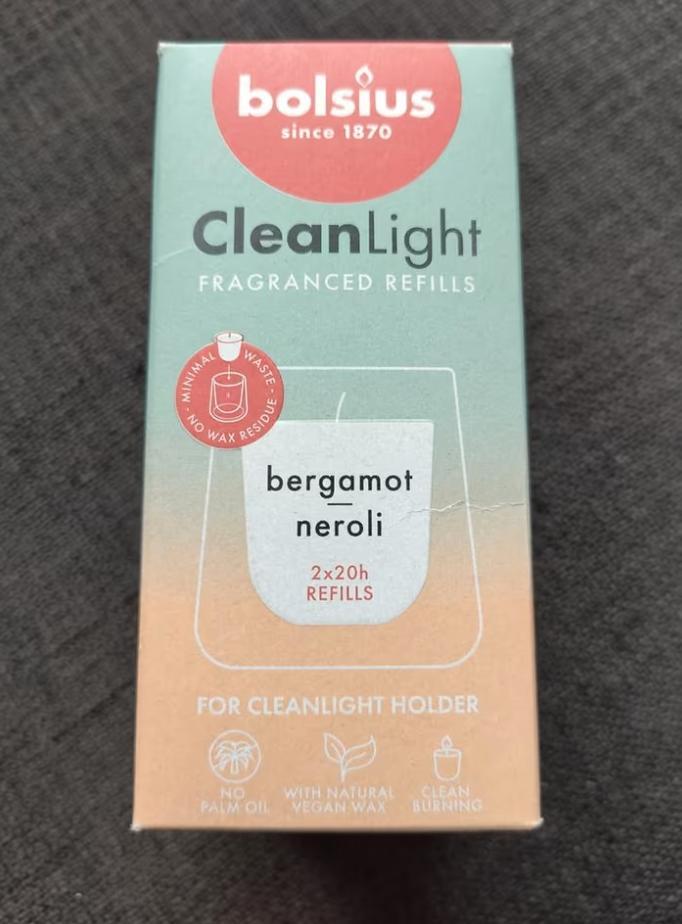 bolsius
since 1870
CleanLight
FRAGRANCED REFILLS
MINIMAL WASTE -
- NO WAX RESIDUE -
bergamot
neroli
2x20h
REFILLS
FOR CLEANLIGHT HOLDER
NO
PALM OIL
WITH NATURAL
VEGAN WAX
CLEAN
BURNING